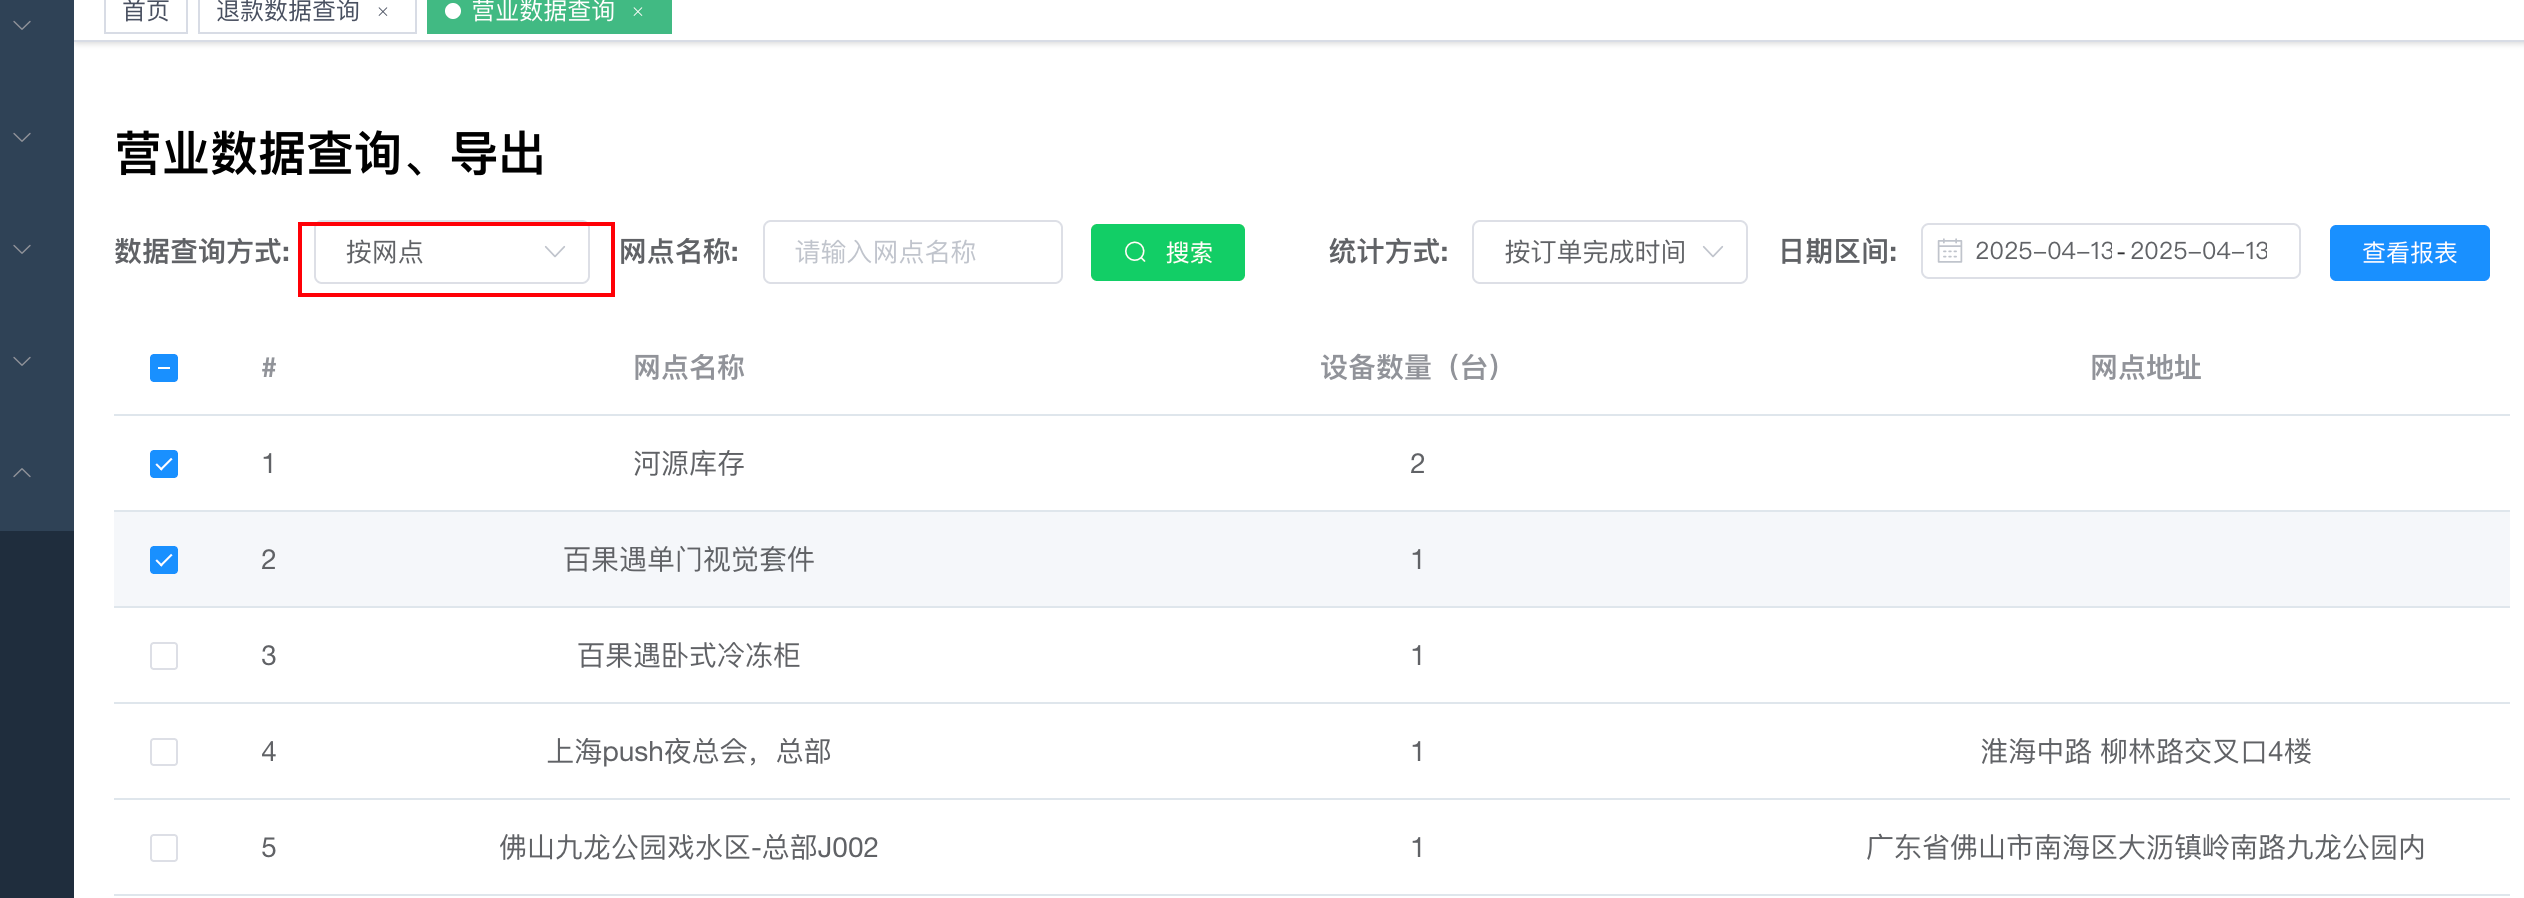 首页 退款数据查询 × 营业数据查询 ×
营业数据查询、导出
数据查询方式: 按网点 网点名称: 请输入网点名称 搜索 统计方式: 按订单完成时间 日期区间: 2025-04-13-2025-04-13 查看报表
# 网点名称 设备数量（台） 网点地址
1 河源库存 2
2 百果遇单门视觉套件 1
3 百果遇卧式冷冻柜 1
4 上海push夜总会，总部 1 淮海中路 柳林路交叉口4楼
5 佛山九龙公园戏水区-总部J002 1 广东省佛山市南海区大沥镇岭南路九龙公园内